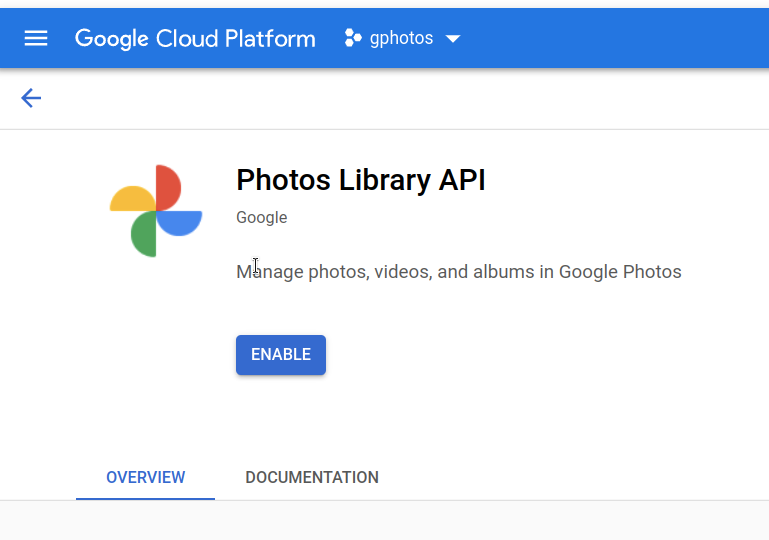 Google Cloud Platform gphotos
Photos Library API
Google
Manage photos, videos, and albums in Google Photos
ENABLE
OVERVIEW DOCUMENTATION